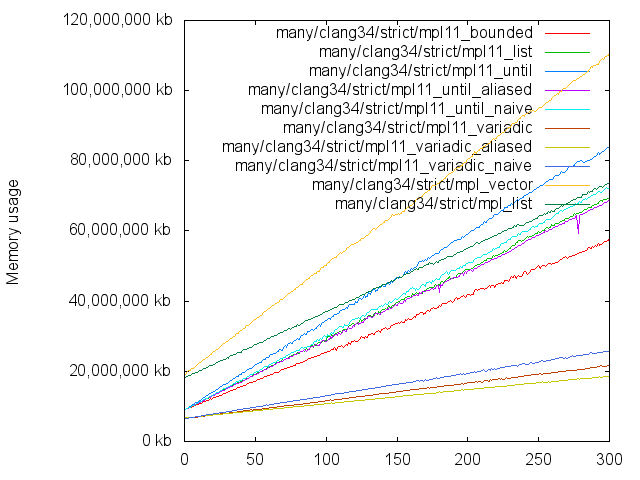 120,000,000 kb
100,000,000 kb
80,000,000 kb
60,000,000 kb
40,000,000 kb
20,000,000 kb
0 kb
Memory usage
many/clang34/strict/mpl11_bounded
many/clang34/strict/mpl11_list
many/clang34/strict/mpl11_until
many/clang34/strict/mpl11_until_aliased
many/clang34/strict/mpl11_until_naive
many/clang34/strict/mpl11_variadic
many/clang34/strict/mpl11_variadic_aliased
many/clang34/strict/mpl11_variadic_naive
many/clang34/strict/mpl_vector
many/clang34/strict/mpl_list
0 50 100 150 200 250 300